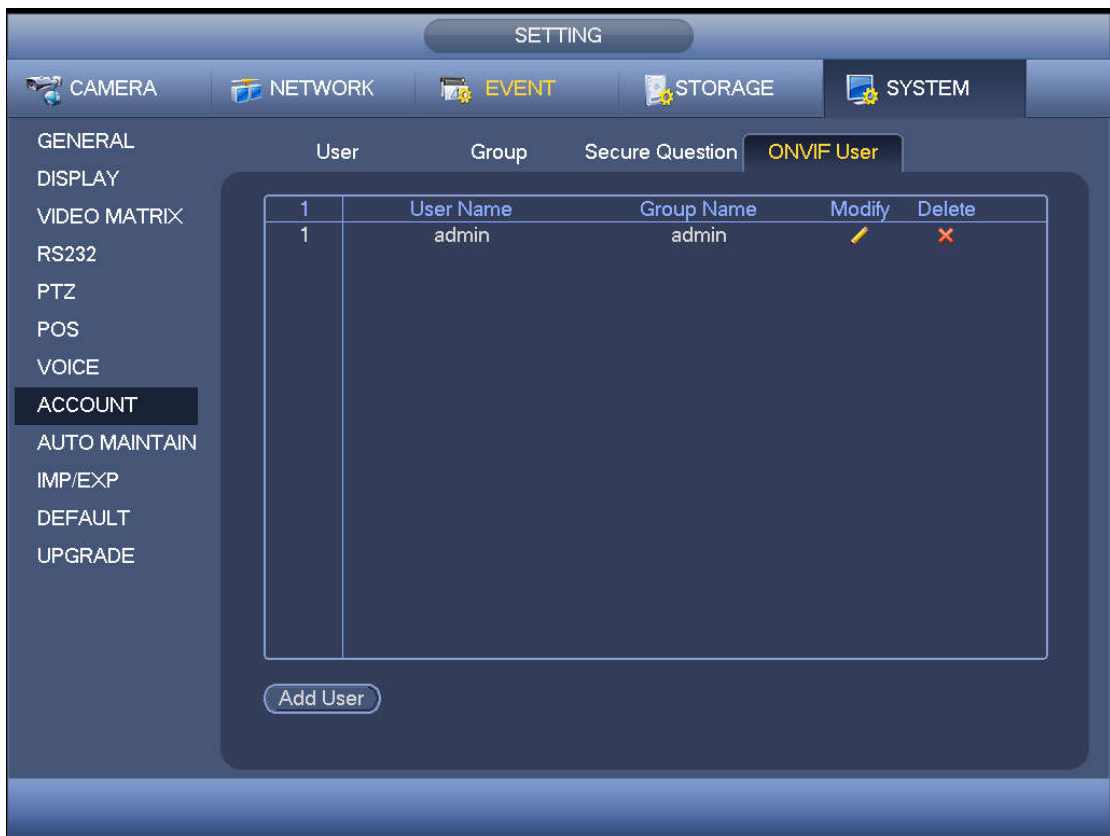 SETTING
CAMERA NETWORK EVENT STORAGE SYSTEM
GENERAL
DISPLAY
VIDEO MATRIX
RS232
PTZ
POS
VOICE
ACCOUNT
AUTO MAINTAIN
IMP/EXP
DEFAULT
UPGRADE
User Group Secure Question ONVIF User
1 User Name Group Name Modify Delete
1 admin admin
Add User